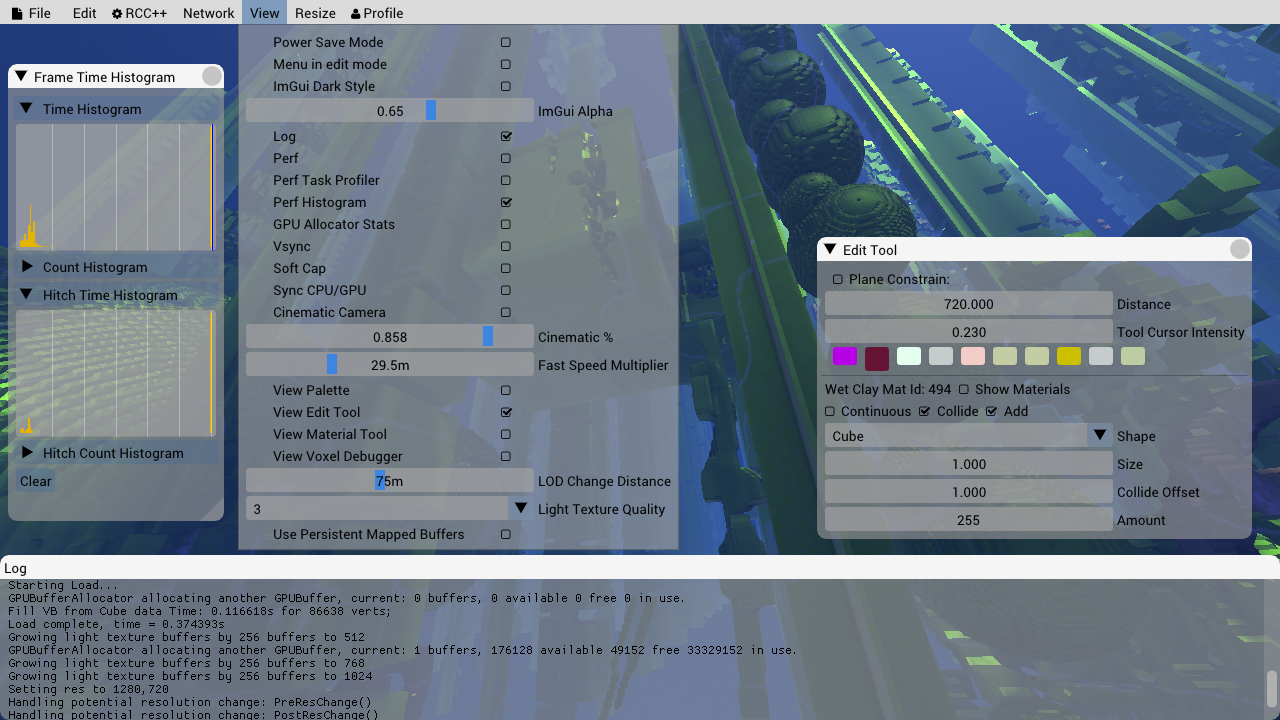 File Edit RCC++ Network View Resize Profile
Frame Time Histogram
Time Histogram
Count Histogram
Hitch Time Histogram
Hitch Count Histogram
Clear
Power Save Mode
Menu in edit mode
ImGui Dark Style
0.65 ImGui Alpha
Log
Perf
Perf Task Profiler
Perf Histogram
GPU Allocator Stats
Vsync
Soft Cap
Sync CPU/GPU
Cinematic Camera
0.858 Cinematic %
29.5m Fast Speed Multiplier
View Palette
View Edit Tool
View Material Tool
View Voxel Debugger
75m LOD Change Distance
3 Light Texture Quality
Use Persistent Mapped Buffers
Edit Tool
Plane Constrain:
720.000 Distance
0.230 Tool Cursor Intensity
Wet Clay Mat Id: 494 Show Materials
Continuous Collide Add
Cube Shape
1.000 Size
1.000 Collide Offset
255 Amount
Log
Starting Load...
GPUBufferAllocator allocating another GPUBuffer, current: 0 buffers, 0 available 0 free 0 in use.
Fill VB from Cube data Time: 0.116618s for 86638 verts;
Load complete, time = 0.374393s
Growing light texture buffers by 256 buffers to 512
GPUBufferAllocator allocating another GPUBuffer, current: 1 buffers, 176128 available 49152 free 33329152 in use.
Growing light texture buffers by 256 buffers to 768
Growing light texture buffers by 256 buffers to 1024
Setting res to 1280,720
Handling potential resolution change: PreResChange()
Handling potential resolution change: PostResChange()